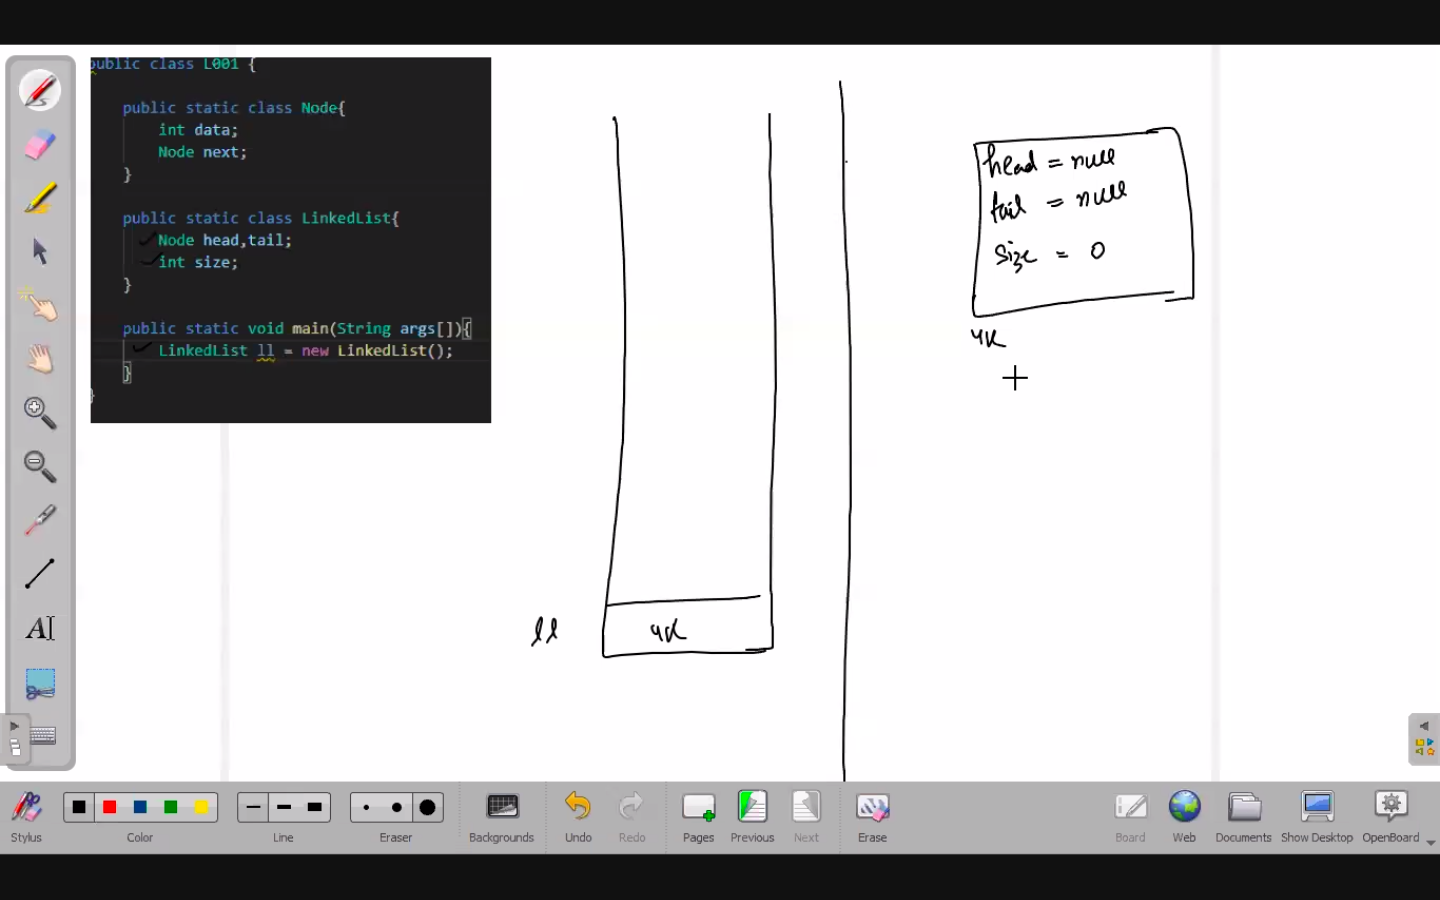 public class L001 {
public static class Node{
int data;
Node next;
}
public static class LinkedList{
Node head,tail;
int size;
}
public static void main(String args[]){
LinkedList ll = new LinkedList();
}
}
head = null
tail = null
size = 0
4K
ll
4K
AI
Stylus
Color
Line
Eraser
Backgrounds
Undo
Redo
Pages
Previous
Next
Erase
Board
Web
Documents
Show Desktop
OpenBoard